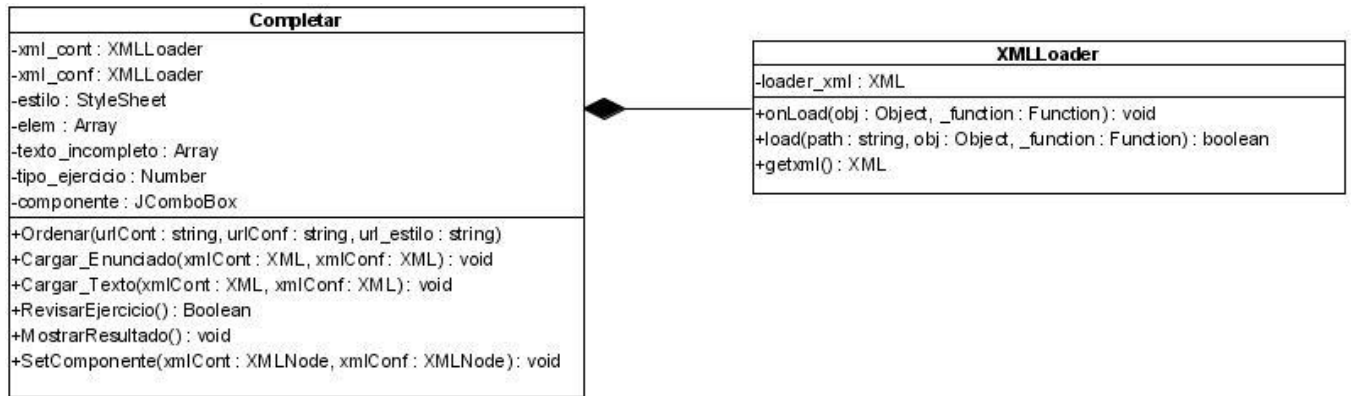 Completar
-xml_cont : XMLLoader
-xml_conf : XMLLoader
-estilo : StyleSheet
-elem : Array
-texto_incompleto : Array
-tipo_ejercicio : Number
-componente : JComboBox
+Ordenar(urlCont : string, urlConf : string, url_estilo : string)
+Cargar_Enunciado(xmlCont : XML, xmlConf : XML) : void
+Cargar_Texto(xmlCont : XML, xmlConf : XML) : void
+RevisarEjercicio() : Boolean
+MostrarResultado() : void
+SetComponente(xmlCont : XMLNode, xmlConf : XMLNode) : void
XMLLoader
-loader_xml : XML
+onLoad(obj : Object, _function : Function) : void
+load(path : string, obj : Object, _function : Function) : boolean
+getxml() : XML